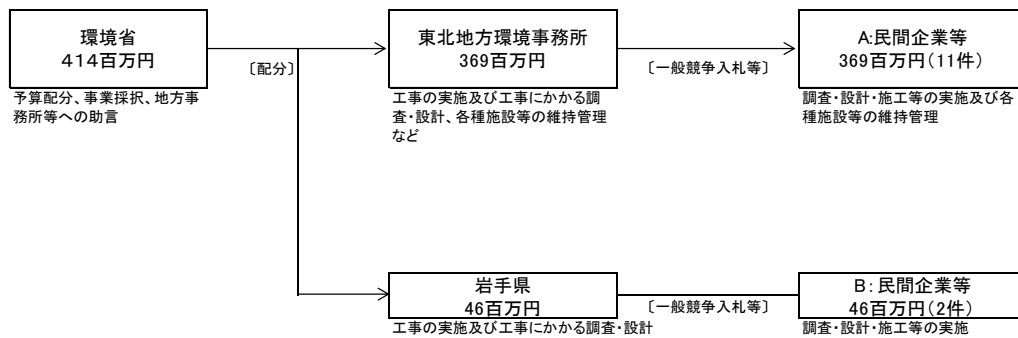 環境省
414百万円
〔配分〕
予算配分、事業採択、地方事
務所等への助言
東北地方環境事務所
369百万円
〔一般競争入札等〕
工事の実施及び工事にかかる調
査・設計、各種施設等の維持管理
など
A:民間企業等
369百万円(11件)
調査・設計・施工等の実施及び各
種施設等の維持管理
岩手県
46百万円
〔一般競争入札等〕
工事の実施及び工事にかかる調査・設計
B:民間企業等
46百万円(2件)
調査・設計・施工等の実施